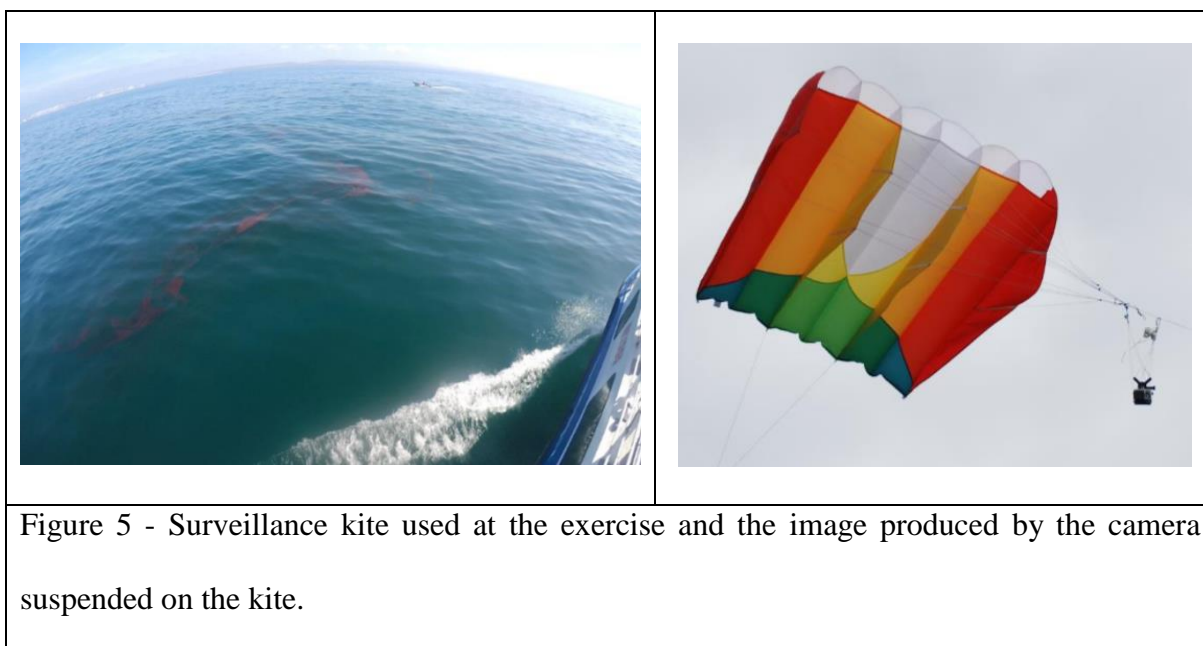 Figure 5 - Surveillance kite used at the exercise and the image produced by the camera
suspended on the kite.